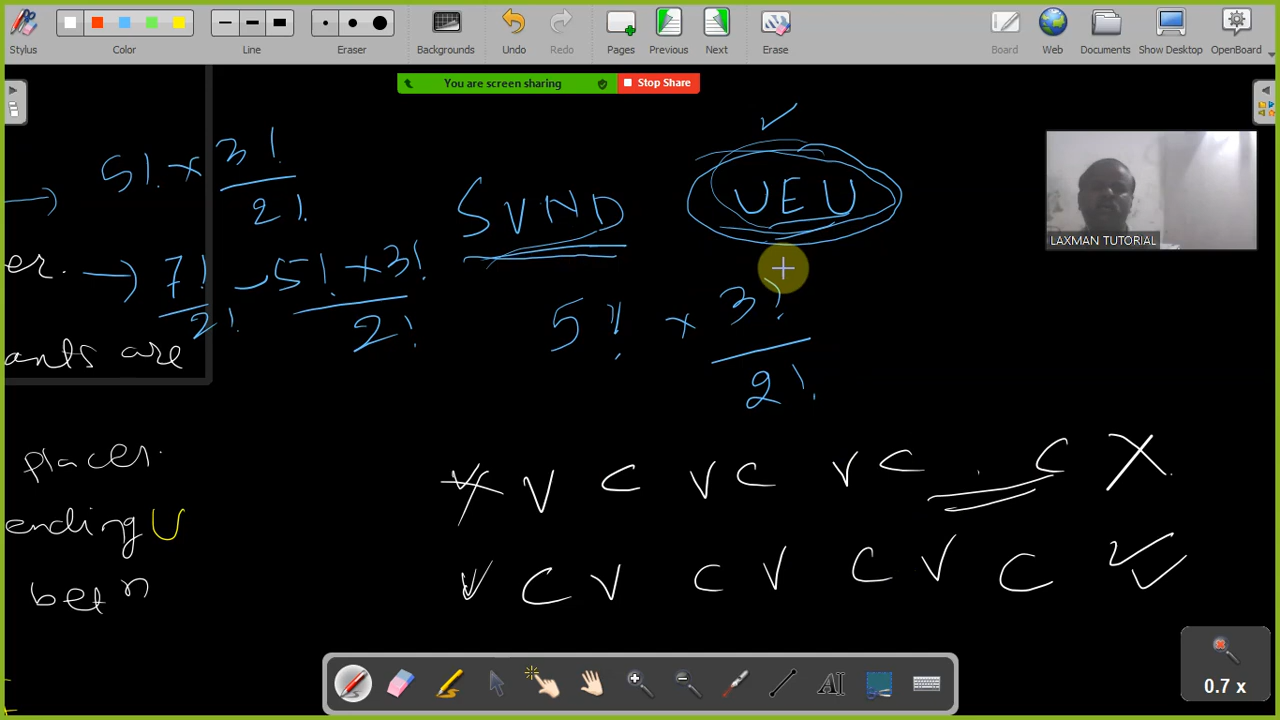 Stylus Color Line Eraser Backgrounds Undo Redo Pages Previous Next Erase Board Web Documents Show Desktop OpenBoard
You are screen sharing Stop Share
→ 5! × 3!
2!
SVND UEU
er. → 7! - 5! × 3!
2! 2!
5! × 3!
2!
ants are
LAXMAN TUTORIAL
places.
V C V C V C . C X
ending U
V C V C V C V C
betn
0.7 x